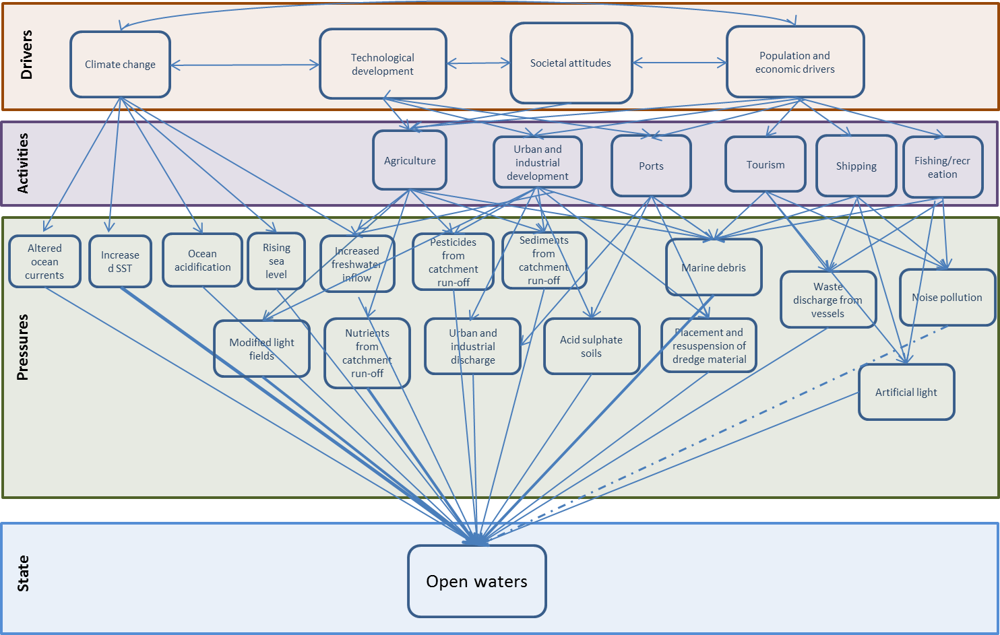 Drivers
Climate change
Technological
development
Societal attitudes
Population and
economic drivers
Activities
Agriculture
Urban and
industrial
development
Ports
Tourism
Shipping
Fishing/recr
eation
Pressures
Altered
ocean
currents
Increase
d SST
Ocean
acidification
Rising
sea
level
Increased
freshwater
inflow
Pesticides
from
catchment
run-off
Sediments
from
catchment
run-off
Marine debris
Waste
discharge from
vessels
Noise pollution
Modified light
fields
Nutrients
from
catchment
run-off
Urban and
industrial
discharge
Acid sulphate
soils
Placement and
resuspension of
dredge material
Artificial light
State
Open waters